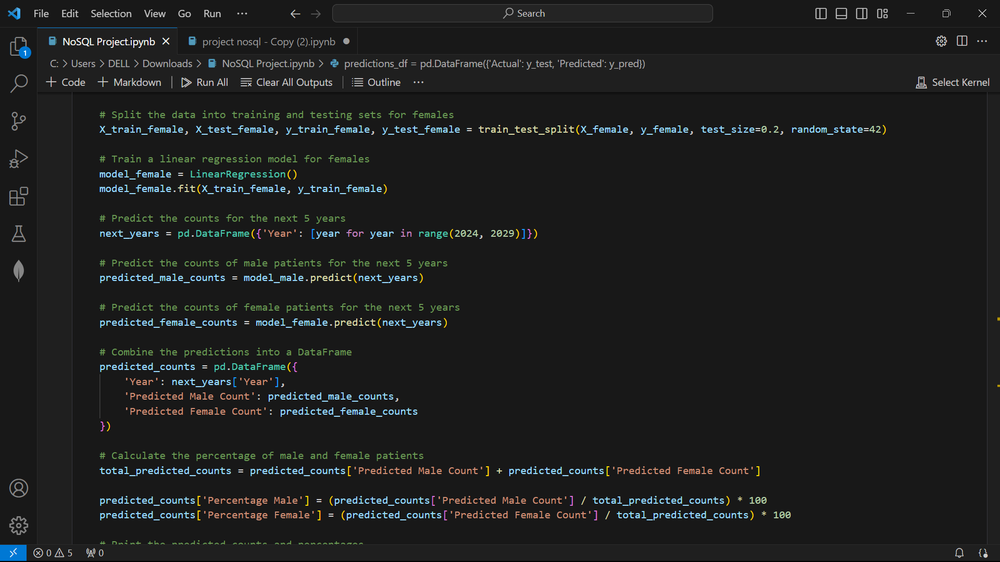 File Edit Selection View Go Run ··· Search
NoSQL Project.ipynb project nosql - Copy (2).ipynb
1
C: > Users > DELL > Downloads > NoSQL Project.ipynb > predictions_df = pd.DataFrame({'Actual': y_test, 'Predicted': y_pred})
+ Code + Markdown Run All Clear All Outputs Outline ··· Select Kernel
# Split the data into training and testing sets for females
X_train_female, X_test_female, y_train_female, y_test_female = train_test_split(X_female, y_female, test_size=0.2, random_state=42)
# Train a linear regression model for females
model_female = LinearRegression()
model_female.fit(X_train_female, y_train_female)
# Predict the counts for the next 5 years
next_years = pd.DataFrame({'Year': [year for year in range(2024, 2029)]})
# Predict the counts of male patients for the next 5 years
predicted_male_counts = model_male.predict(next_years)
# Predict the counts of female patients for the next 5 years
predicted_female_counts = model_female.predict(next_years)
# Combine the predictions into a DataFrame
predicted_counts = pd.DataFrame({
    'Year': next_years['Year'],
    'Predicted Male Count': predicted_male_counts,
    'Predicted Female Count': predicted_female_counts
})
# Calculate the percentage of male and female patients
total_predicted_counts = predicted_counts['Predicted Male Count'] + predicted_counts['Predicted Female Count']
predicted_counts['Percentage Male'] = (predicted_counts['Predicted Male Count'] / total_predicted_counts) * 100
predicted_counts['Percentage Female'] = (predicted_counts['Predicted Female Count'] / total_predicted_counts) * 100
# Print the predicted counts and percentages
0 5 0